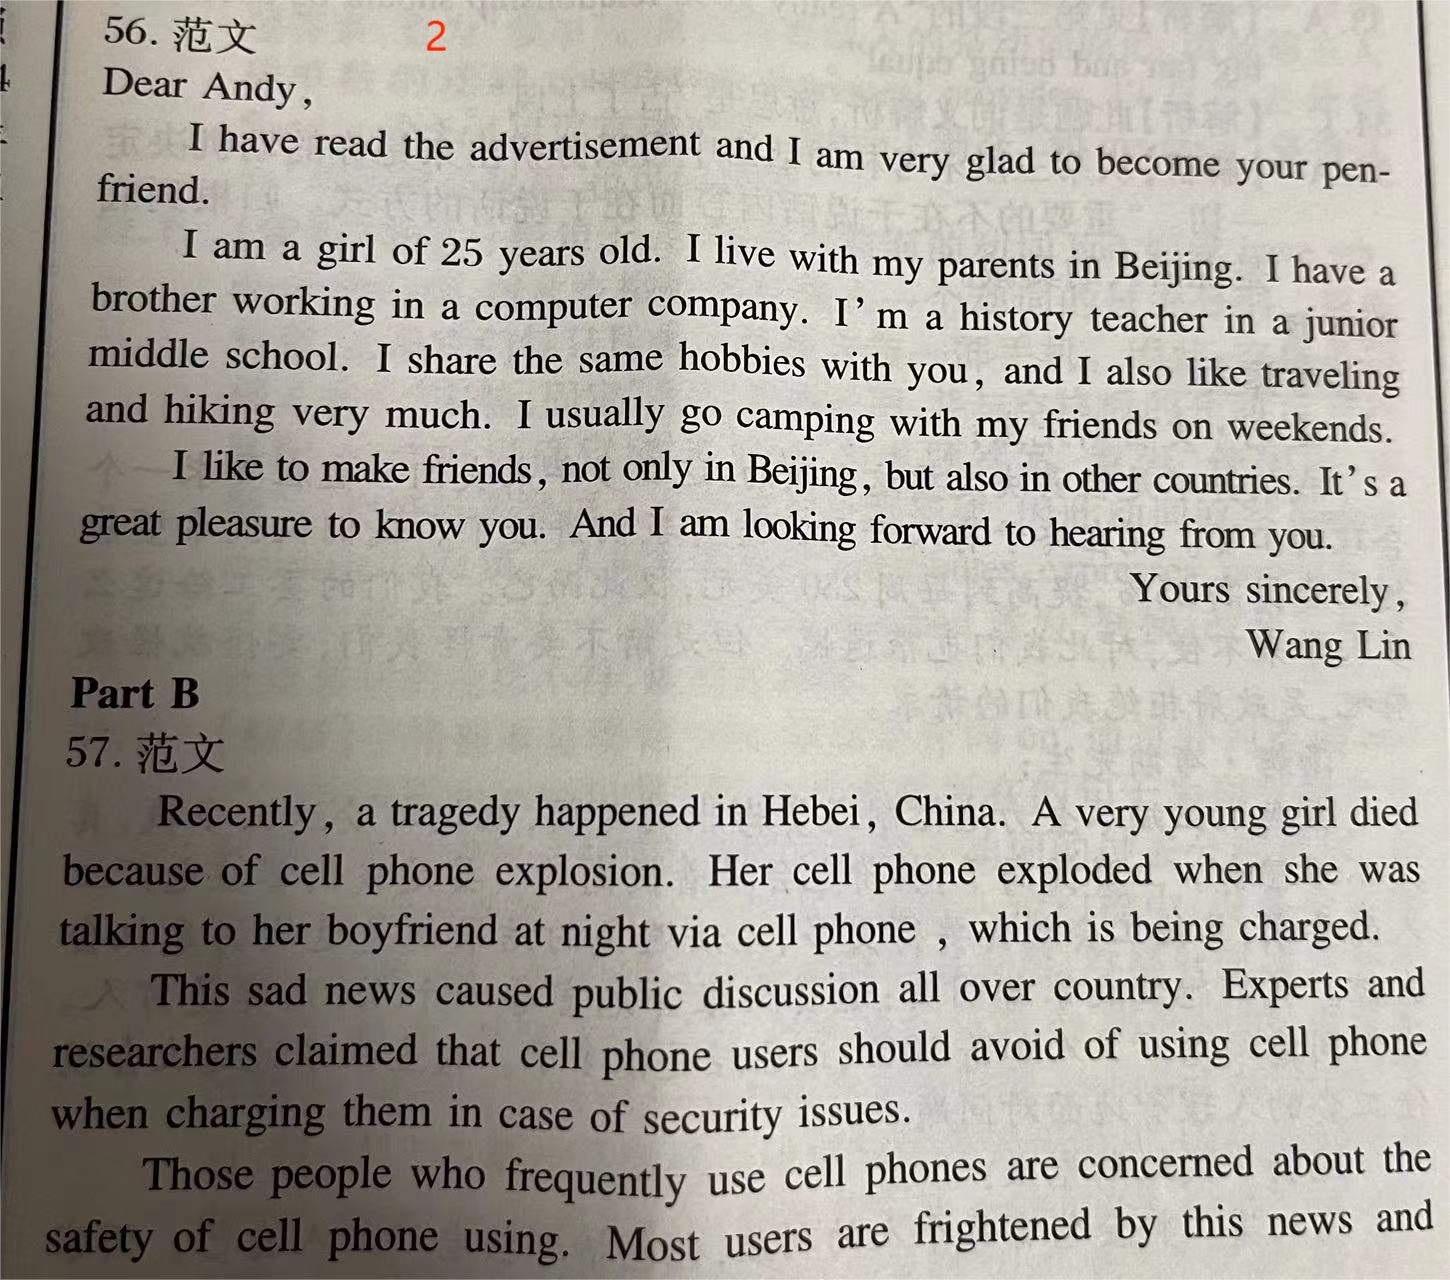 56. 范文 2
Dear Andy,
I have read the advertisement and I am very glad to become your pen-
friend.
I am a girl of 25 years old. I live with my parents in Beijing. I have a
brother working in a computer company. I'm a history teacher in a junior
middle school. I share the same hobbies with you, and I also like traveling
and hiking very much. I usually go camping with my friends on weekends.
I like to make friends, not only in Beijing, but also in other countries. It's a
great pleasure to know you. And I am looking forward to hearing from you.
Yours sincerely,
Wang Lin
Part B
57. 范文
Recently, a tragedy happened in Hebei, China. A very young girl died
because of cell phone explosion. Her cell phone exploded when she was
talking to her boyfriend at night via cell phone , which is being charged.
This sad news caused public discussion all over country. Experts and
researchers claimed that cell phone users should avoid of using cell phone
when charging them in case of security issues.
Those people who frequently use cell phones are concerned about the
safety of cell phone using. Most users are frightened by this news and